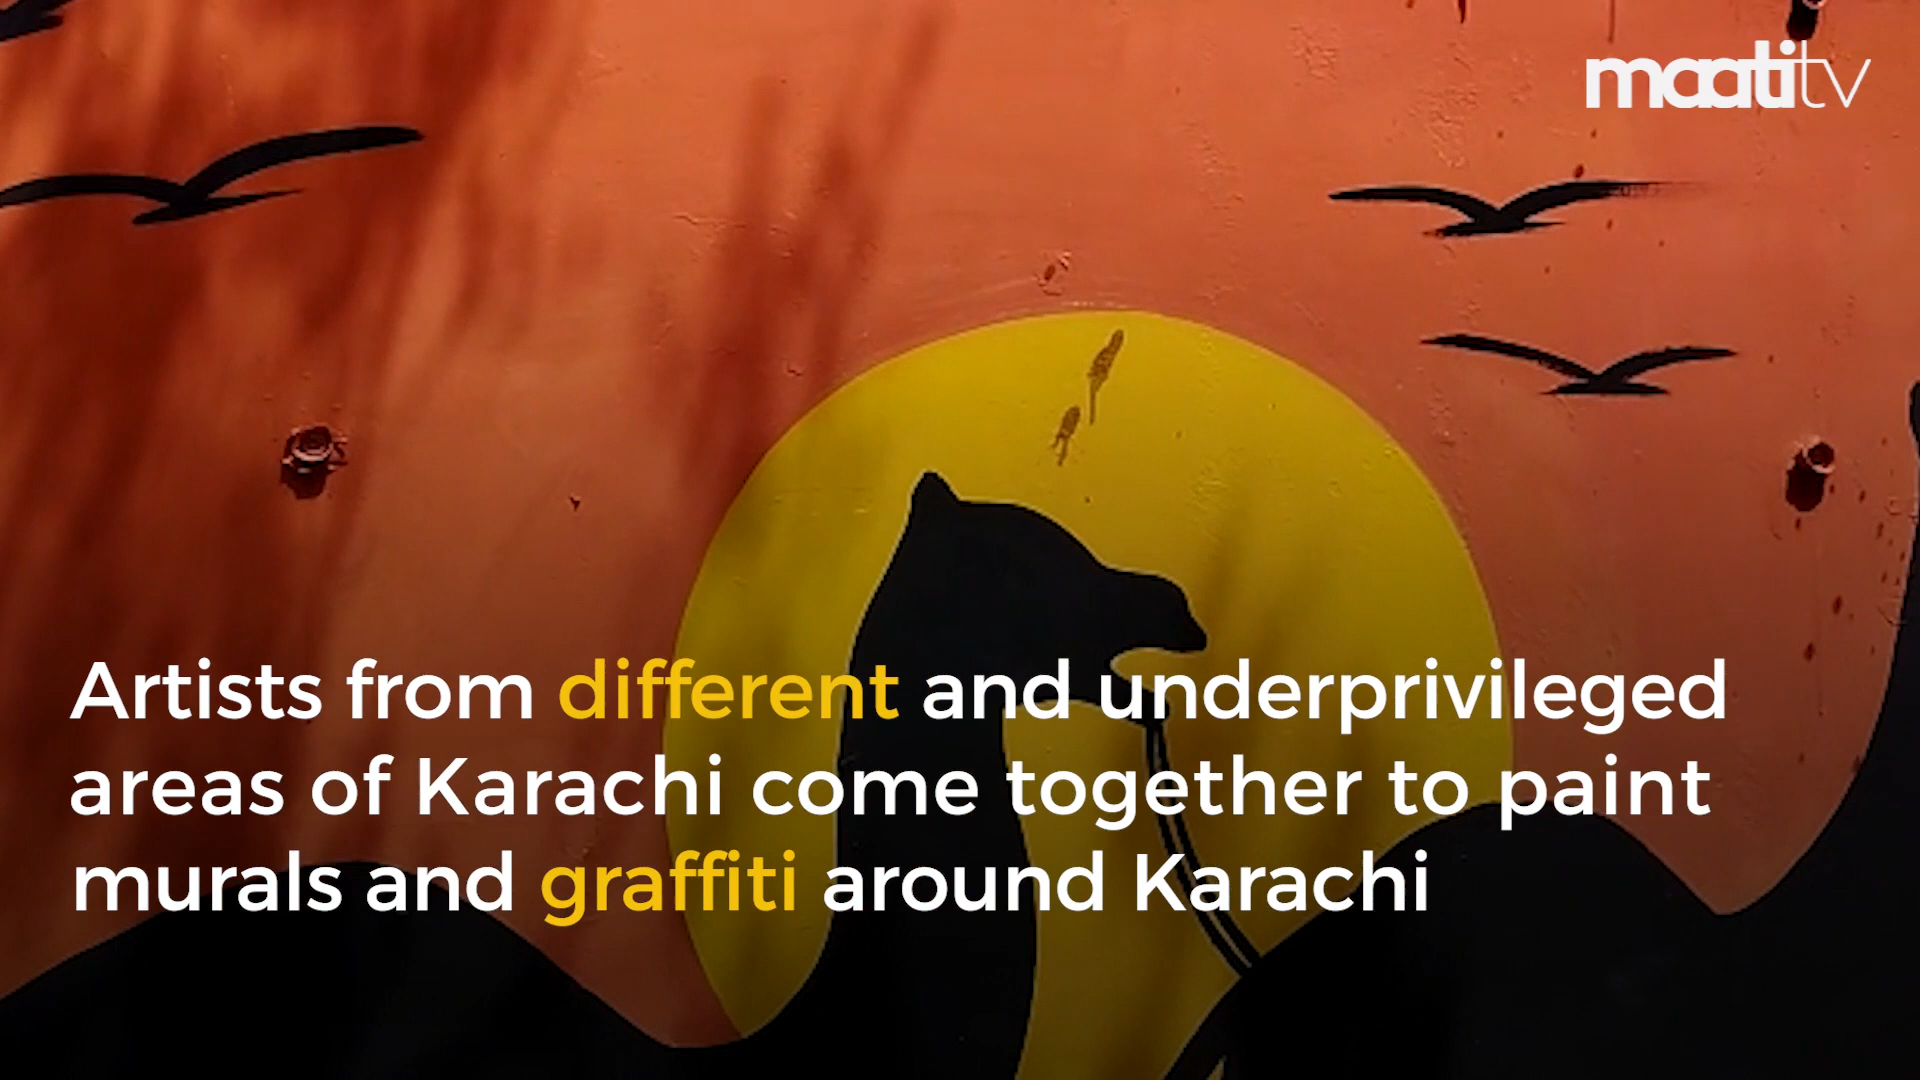 maatitv
Artists from different and underprivileged
areas of Karachi come together to paint
murals and graffiti around Karachi